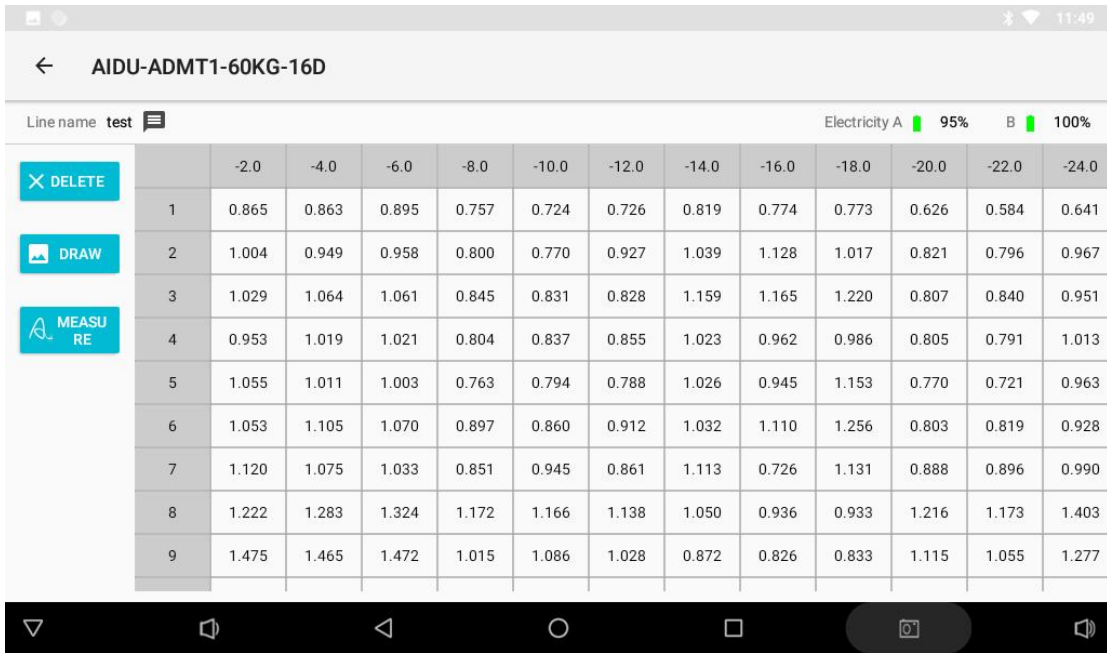 11:49
AIDU-ADMT1-60KG-16D
Line name test Electricity A 95% B 100%
DELETE
DRAW
MEASU
RE
-2.0 -4.0 -6.0 -8.0 -10.0 -12.0 -14.0 -16.0 -18.0 -20.0 -22.0 -24.0
1 0.865 0.863 0.895 0.757 0.724 0.726 0.819 0.774 0.773 0.626 0.584 0.641
2 1.004 0.949 0.958 0.800 0.770 0.927 1.039 1.128 1.017 0.821 0.796 0.967
3 1.029 1.064 1.061 0.845 0.831 0.828 1.159 1.165 1.220 0.807 0.840 0.951
4 0.953 1.019 1.021 0.804 0.837 0.855 1.023 0.962 0.986 0.805 0.791 1.013
5 1.055 1.011 1.003 0.763 0.794 0.788 1.026 0.945 1.153 0.770 0.721 0.963
6 1.053 1.105 1.070 0.897 0.860 0.912 1.032 1.110 1.256 0.803 0.819 0.928
7 1.120 1.075 1.033 0.851 0.945 0.861 1.113 0.726 1.131 0.888 0.896 0.990
8 1.222 1.283 1.324 1.172 1.166 1.138 1.050 0.936 0.933 1.216 1.173 1.403
9 1.475 1.465 1.472 1.015 1.086 1.028 0.872 0.826 0.833 1.115 1.055 1.277